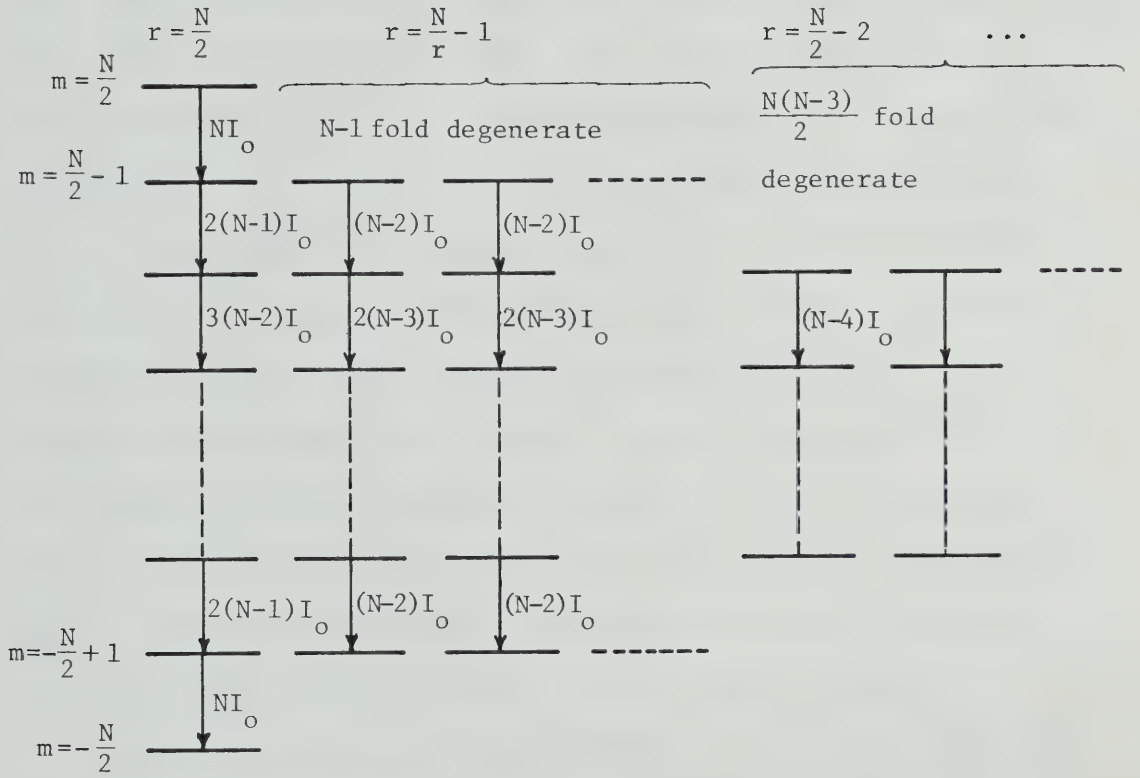 r = N/2    r = N/r - 1    r = N/2 - 2    ...
m = N/2
NI_o    N-1 fold degenerate    N(N-3)/2 fold
m = N/2 - 1    degenerate
2(N-1)I_o    (N-2)I_o    (N-2)I_o
3(N-2)I_o    2(N-3)I_o    2(N-3)I_o    (N-4)I_o
2(N-1)I_o    (N-2)I_o    (N-2)I_o
m=-N/2 + 1
NI_o
m=-N/2